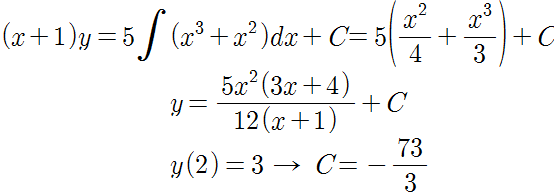 (x+1)y = 5∫(x³+x²)dx + C = 5(x²/4 + x³/3) + C
y = 5x²(3x+4)/12(x+1) + C
y(2) = 3 → C = −73/3